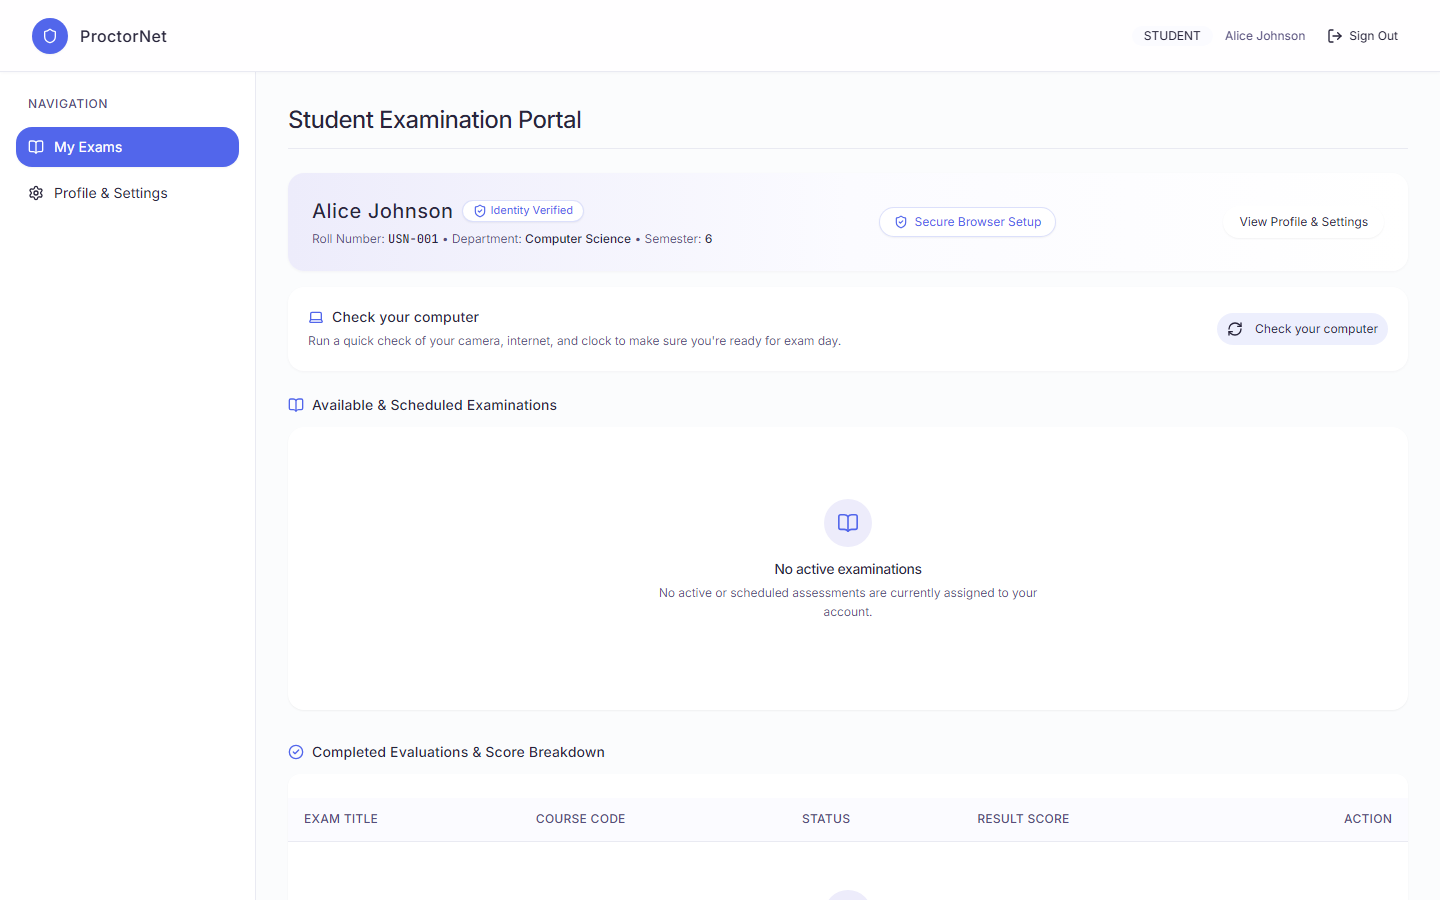 ProctorNet
STUDENT
Alice Johnson
Sign Out
NAVIGATION
My Exams
Profile & Settings
Student Examination Portal
Alice Johnson
Identity Verified
Roll Number: USN-001 • Department: Computer Science • Semester: 6
Secure Browser Setup
View Profile & Settings
Check your computer
Run a quick check of your camera, internet, and clock to make sure you're ready for exam day.
Check your computer
Available & Scheduled Examinations
No active examinations
No active or scheduled assessments are currently assigned to your
account.
Completed Evaluations & Score Breakdown
EXAM TITLE
COURSE CODE
STATUS
RESULT SCORE
ACTION